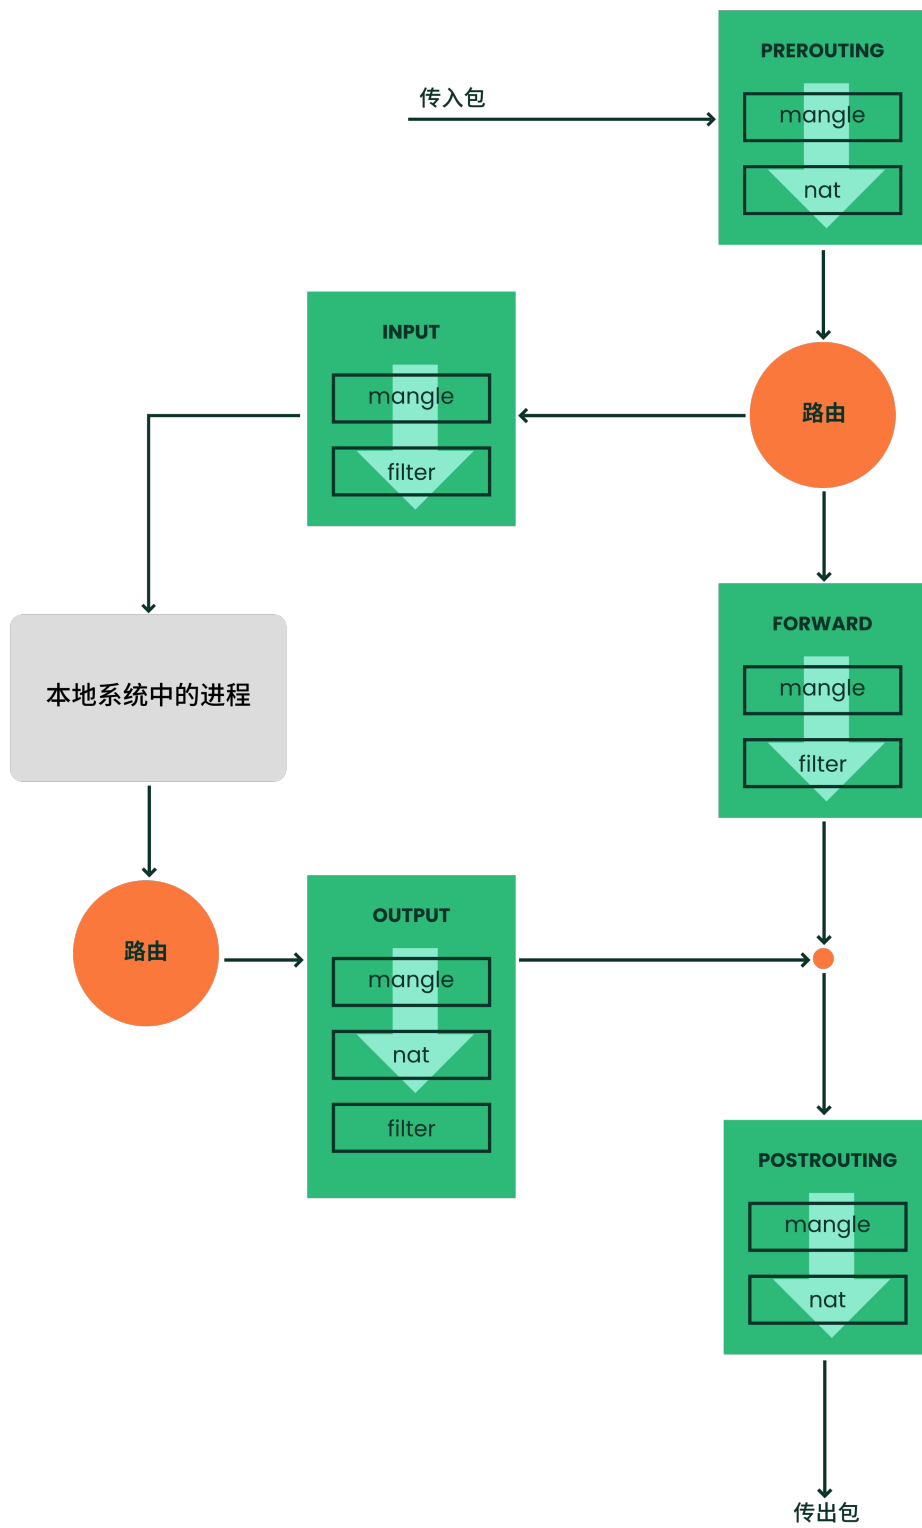 传入包
PREROUTING
mangle
nat
路由
INPUT
mangle
filter
本地系统中的进程
路由
FORWARD
mangle
filter
OUTPUT
mangle
nat
filter
POSTROUTING
mangle
nat
传出包